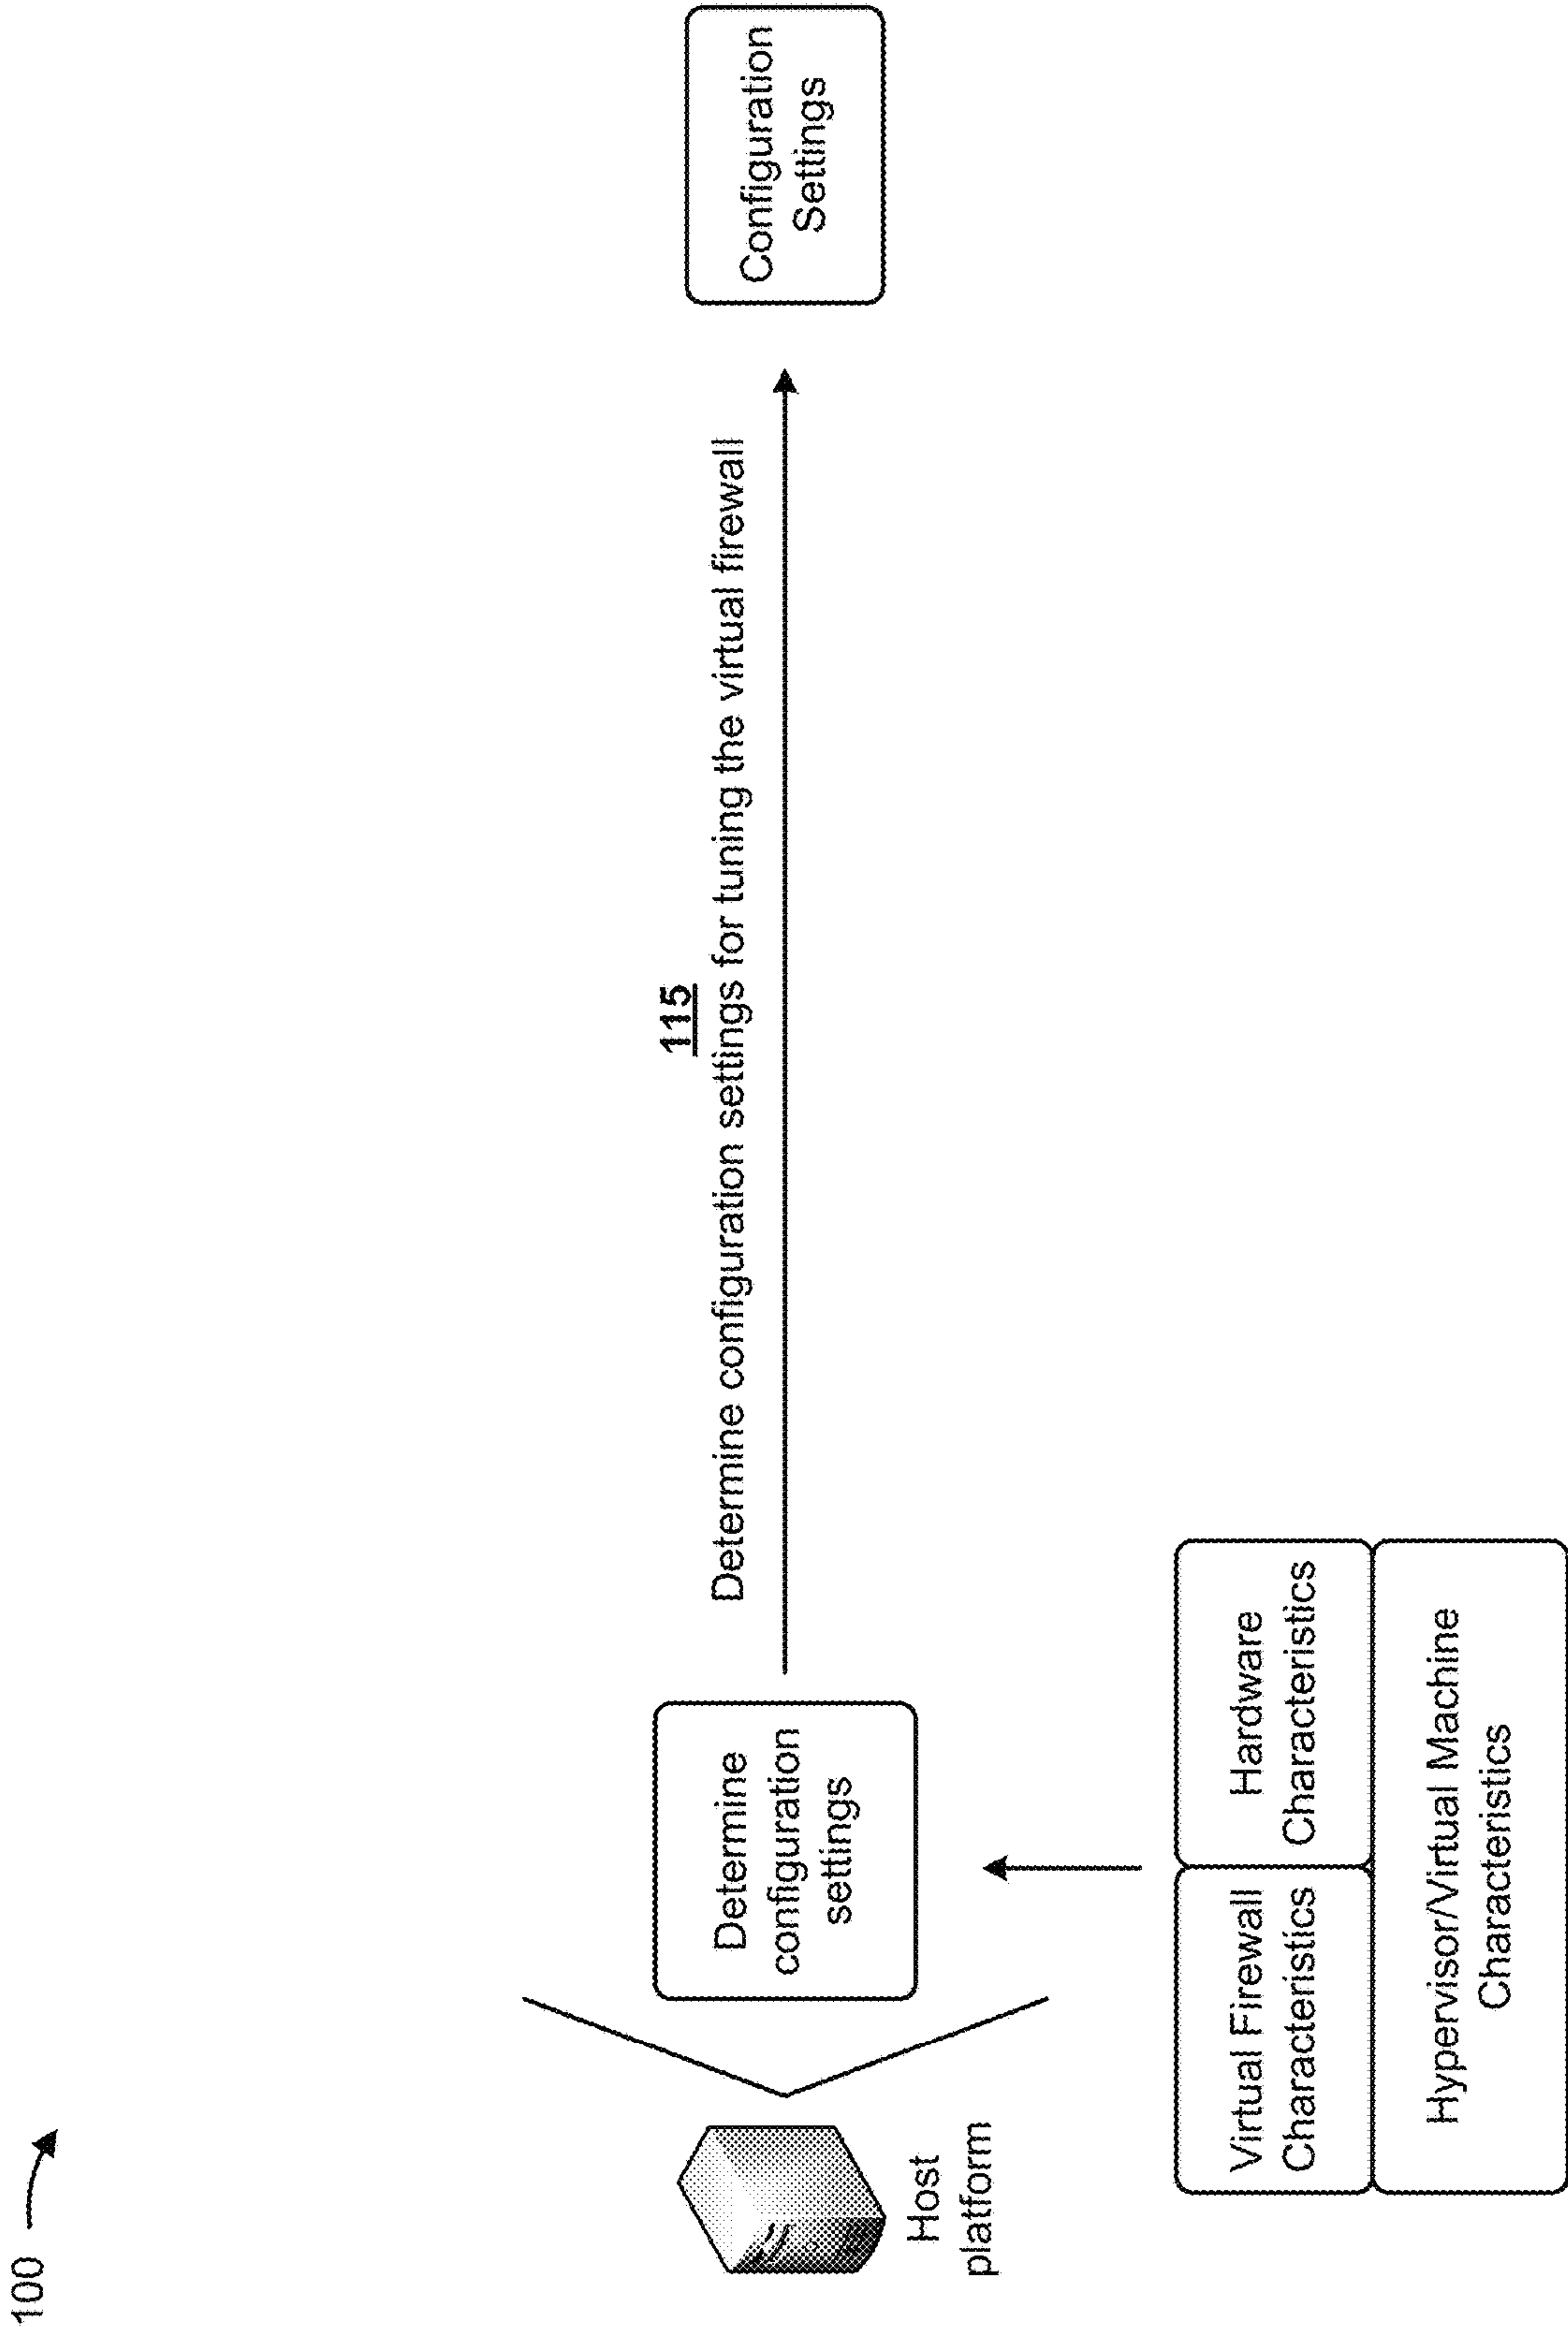 100
115
Determine configuration settings for tuning the virtual firewall
Host
platform
Determine
configuration
settings
Configuration
Settings
Virtual Firewall
Characteristics
Hardware
Characteristics
Hypervisor/Virtual Machine
Characteristics